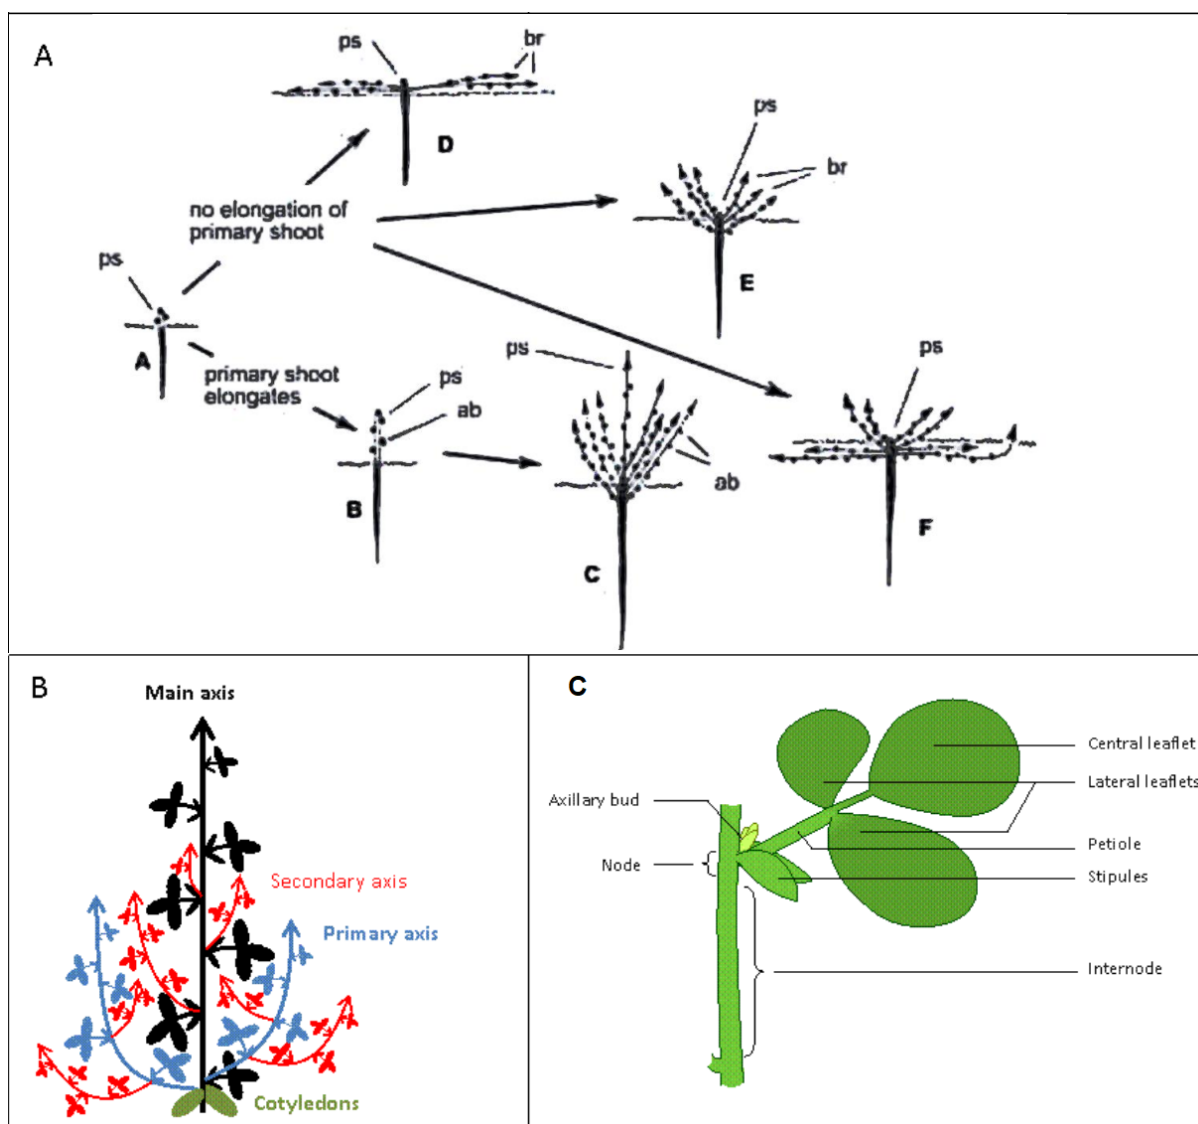 A
ps
br
D
ps
br
E
no elongation of
primary shoot
ps
A
primary shoot
elongates
ps
ab
B
ps
ab
C
ps
F
B
Main axis
Secondary axis
Primary axis
Cotyledons
C
Central leaflet
Lateral leaflets
Axillary bud
Petiole
Node
Stipules
Internode